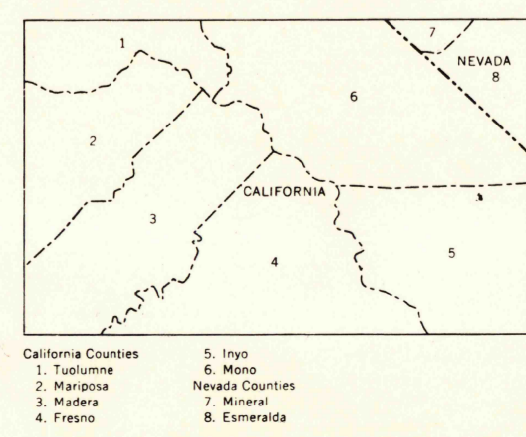 1
7
NEVADA
8
6
2
CALIFORNIA
3
5
4
California Counties
1. Tuolumne
2. Mariposa
3. Madera
4. Fresno
5. Inyo
6. Mono
Nevada Counties
7. Mineral
8. Esmeralda